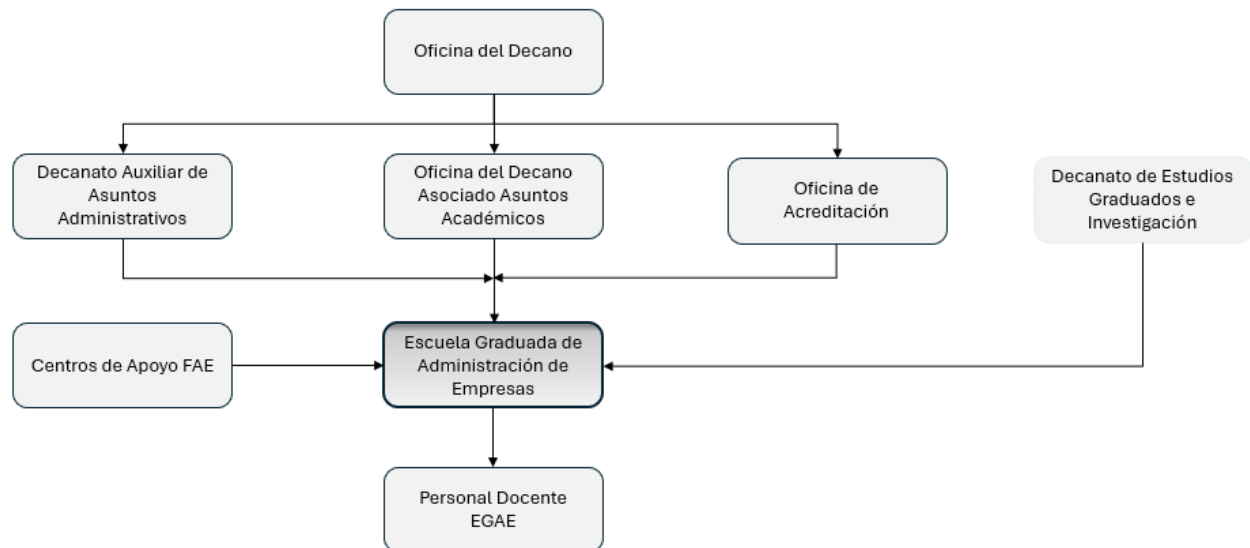 Oficina del Decano
Decanato Auxiliar de
Asuntos
Administrativos
Oficina del Decano
Asociado Asuntos
Académicos
Oficina de
Acreditación
Decanato de Estudios
Graduados e
Investigación
Centros de Apoyo FAE
Escuela Graduada de
Administración de
Empresas
Personal Docente
EGAE